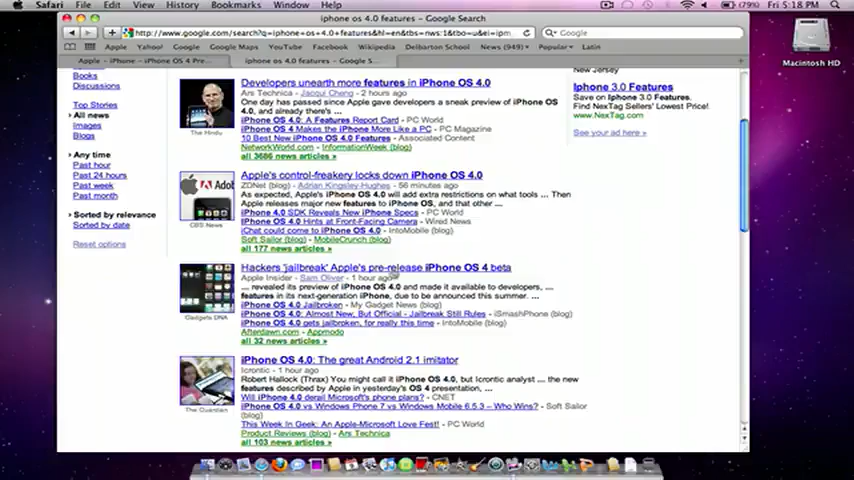 Safari File Edit View History Bookmarks Window Help (79%) Fri 5:18 PM
iphone os 4.0 features - Google Search
Google
Apple Yahoo! Google Google Maps YouTube Facebook Wikipedia Delbarton School News (949) Popular Latin
iphone os 4.0 features - Google S...
Macintosh HD
Books
Discussions
Top Stories
All news
Images
Blogs
Any time
Past hour
Past 24 hours
Past week
Past month
Sorted by relevance
Sorted by date
Reset options
The Hindu
Developers unearth more features in iPhone OS 4.0
Ars Technica - Jacqui Cheng - 2 hours ago
One day has passed since Apple gave developers a sneak preview of iPhone OS
4.0, and already there's ...
iPhone OS 4.0: A Features Report Card - PC World
iPhone OS 4 Makes the iPhone More Like a PC - PC Magazine
10 Best New iPhone OS 4.0 Features - Associated Content
NetworkWorld.com - InformationWeek (blog)
all 3686 news articles »
CBS News
Apple's control-freakery locks down iPhone OS 4.0
ZDNet (blog) - Adrian Kingsley-Hughes - 56 minutes ago
As expected, Apple's iPhone OS 4.0 will add extra restrictions on what tools ... Then
Apple releases major new features to iPhone OS, and that other ...
iPhone 4.0 SDK Reveals New iPhone Specs - PC World
iPhone OS 4.0 Hints at Front-Facing Camera - Wired News
iChat could come to iPhone OS 4.0 - IntoMobile (blog)
Soft Sailor (blog) - MobileCrunch (blog)
all 177 news articles »
Gadgets DNA
Hackers 'jailbreak' Apple's pre-release iPhone OS 4 beta
Apple Insider - Sam Oliver - 1 hour ago
... revealed its preview of iPhone OS 4.0 and made it available to developers, ...
features in its next-generation iPhone, due to be announced this summer. ...
iPhone OS 4.0 Jailbroken - My Gadget News (blog)
iPhone OS 4.0: Almost New, But Official - Jailbreak Still Rules - iSmashPhone (blog)
iPhone OS 4.0 gets jailbroken, for really this time - IntoMobile (blog)
Afterdawn.com - Appmodo
all 32 news articles »
The Guardian
iPhone OS 4.0: The great Android 2.1 imitator
Icrontic - 1 hour ago
Robert Hallock (Thrax) You might call it iPhone OS 4.0, but Icrontic analyst ... the new
features described by Apple in yesterday's OS 4 presentation. ...
Will iPhone 4.0 derail Microsoft's phone plans? - CNET
iPhone OS 4.0 vs Windows Phone 7 vs Windows Mobile 6.5.3 – Who Wins? - Soft Sailor
(blog)
This Week In Geek: An Apple-Microsoft Love Fest! - PC World
Product Reviews (blog) - Ars Technica
all 103 news articles »
New Jersey
Iphone 3.0 Features
Save on Iphone 3.0 Features.
Find NexTag Sellers' Lowest Price!
www.NexTag.com
See your ad here »